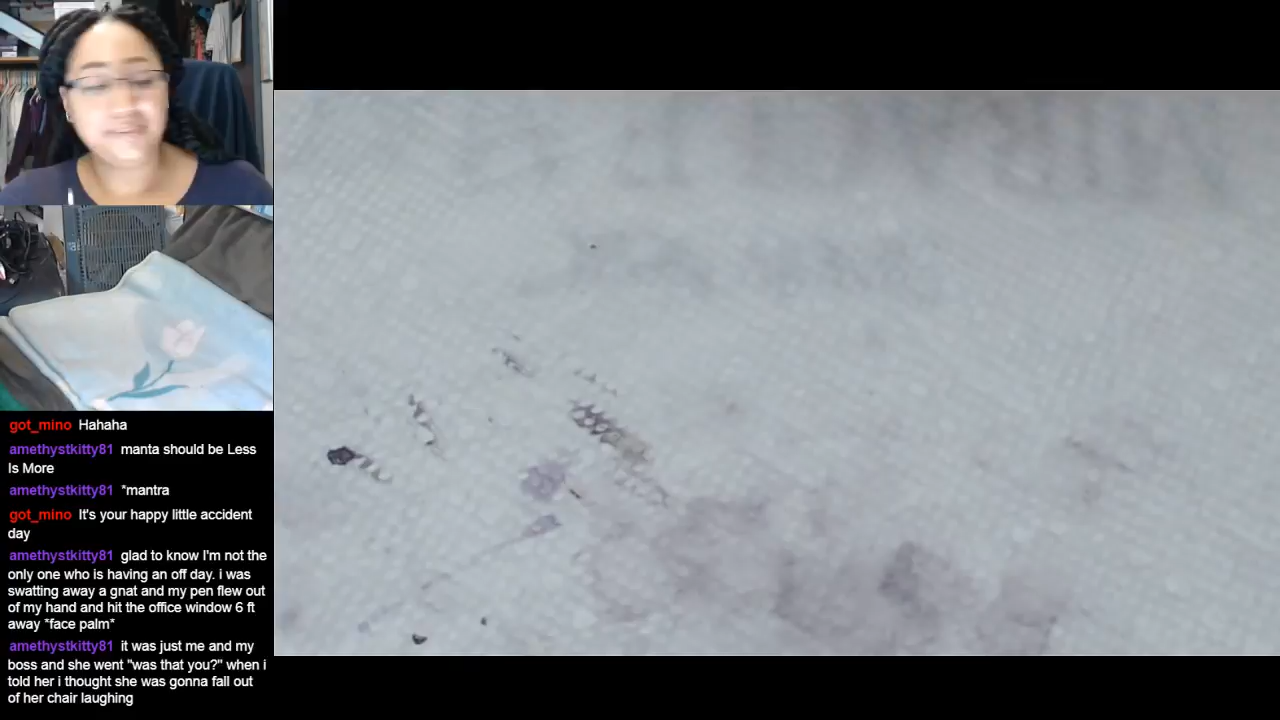 got_mino Hahaha
amethystkitty81 manta should be Less
Is More
amethystkitty81 *mantra
got_mino It's your happy little accident
day
amethystkitty81 glad to know I'm not the
only one who is having an off day. i was
swatting away a gnat and my pen flew out
of my hand and hit the office window 6 ft
away *face palm*
amethystkitty81 it was just me and my
boss and she went "was that you?" when i
told her i thought she was gonna fall out
of her chair laughing